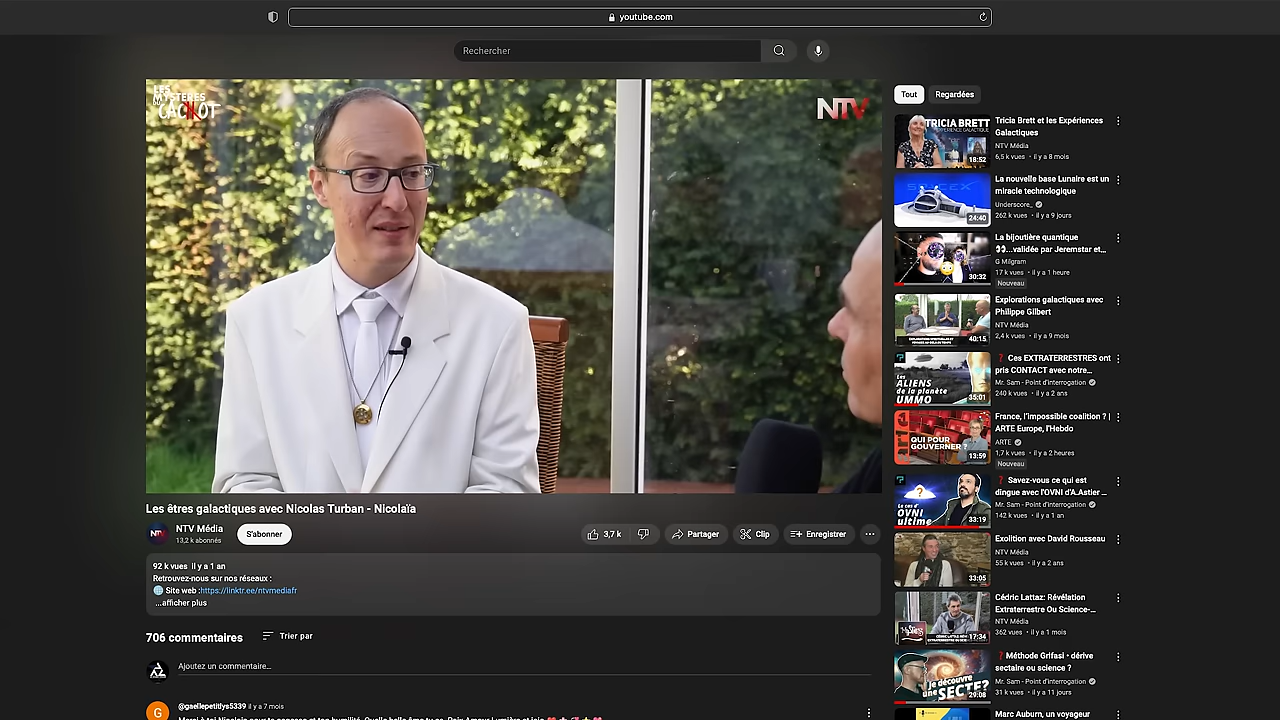 youtube.com
Rechercher
LES
MYSTÈRES
DU
CACHOT
NTV
Les êtres galactiques avec Nicolas Turban - Nicolaïa
NTV Média
13,2 k abonnés
S'abonner
3,7 k
Partager
Clip
Enregistrer
92 k vues il y a 1 an
Retrouvez-nous sur nos réseaux :
🌐 Site web :https://linktr.ee/ntvmediafr
...afficher plus
706 commentaires
Trier par
Ajoutez un commentaire...
@gaellepetitlys5339 il y a 7 mois
Tout
Regardées
TRICIA BRETT
18:52
Tricia Brett et les Expériences
Galactiques
NTV Média
6,5 k vues • il y a 8 mois
24:40
La nouvelle base Lunaire est un
miracle technologique
Underscore_
262 k vues • il y a 9 jours
30:32
La bijoutière quantique
👀...validée par Jeremstar et...
G Milgram
17 k vues • il y a 1 heure
Nouveau
40:15
Explorations galactiques avec
Philippe Gilbert
NTV Média
2,4 k vues • il y a 9 mois
Les
ALIENS
de la planète
UMMO
35:01
❓ Ces EXTRATERRESTRES ont
pris CONTACT avec notre...
Mr. Sam - Point d'interrogation
240 k vues • il y a 2 ans
arte
QUI POUR
GOUVERNER ?
13:59
France, l'impossible coalition ? |
ARTE Europe, l'Hebdo
ARTE
1,7 k vues • il y a 2 heures
Nouveau
Le cas d'
OVNI
ultime
33:19
❓ Savez-vous ce qui est
dingue avec l'OVNI d'A.Astier ...
Mr. Sam - Point d'interrogation
142 k vues • il y a 1 an
33:05
Exolition avec David Rousseau
NTV Média
55 k vues • il y a 2 ans
17:34
Cédric Lattaz: Révélation
Extraterrestre Ou Science-...
NTV Média
362 vues • il y a 1 mois
Je découvre
une SECTE?
29:08
❓Méthode Grifasi • dérive
sectaire ou science ?
Mr. Sam - Point d'interrogation
31 k vues • il y a 11 jours
Marc Auburn, un voyageur